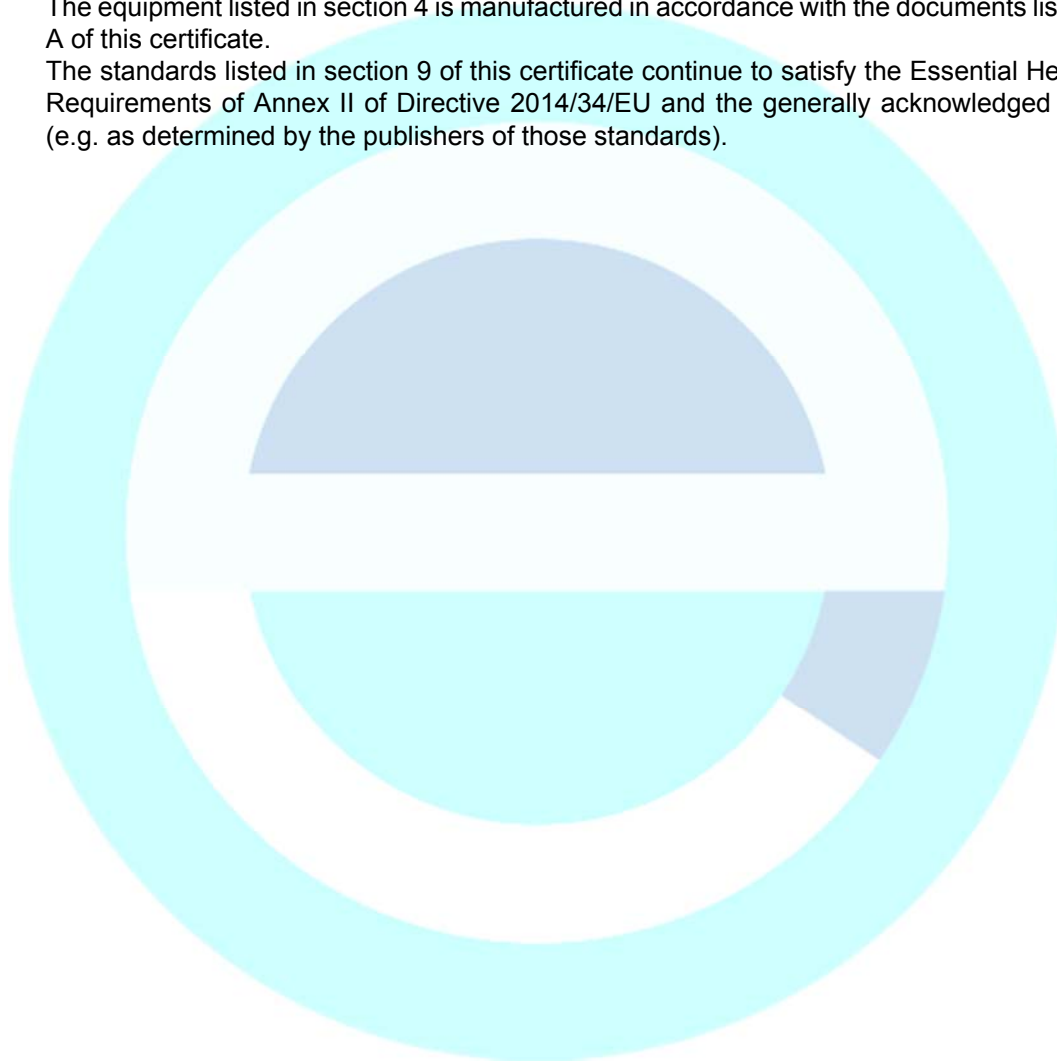 The equipment listed in section 4 is manufactured in accordance with the documents lis
A of this certificate.
The standards listed in section 9 of this certificate continue to satisfy the Essential He
Requirements of Annex II of Directive 2014/34/EU and the generally acknowledged
(e.g. as determined by the publishers of those standards).